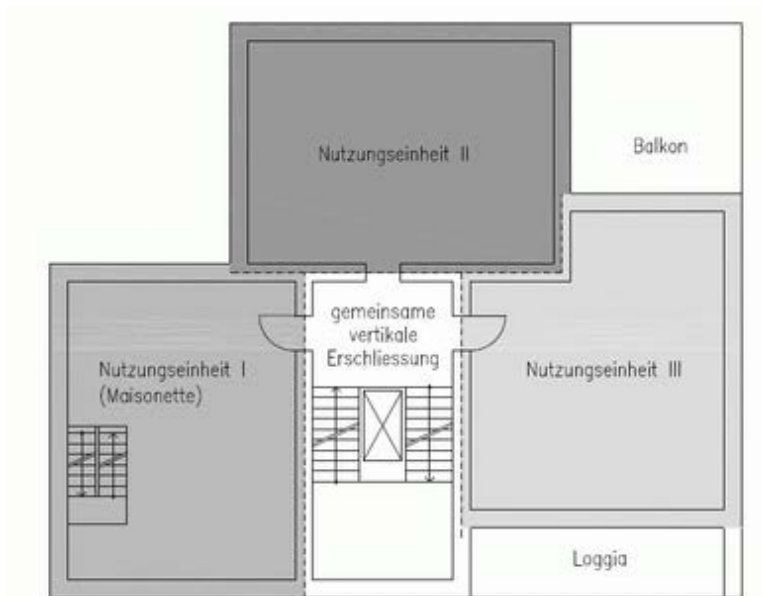 Nutzungseinheit II
Balkon
gemeinsame
vertikale
Erschliessung
Nutzungseinheit I
(Maisonette)
Nutzungseinheit III
Loggia